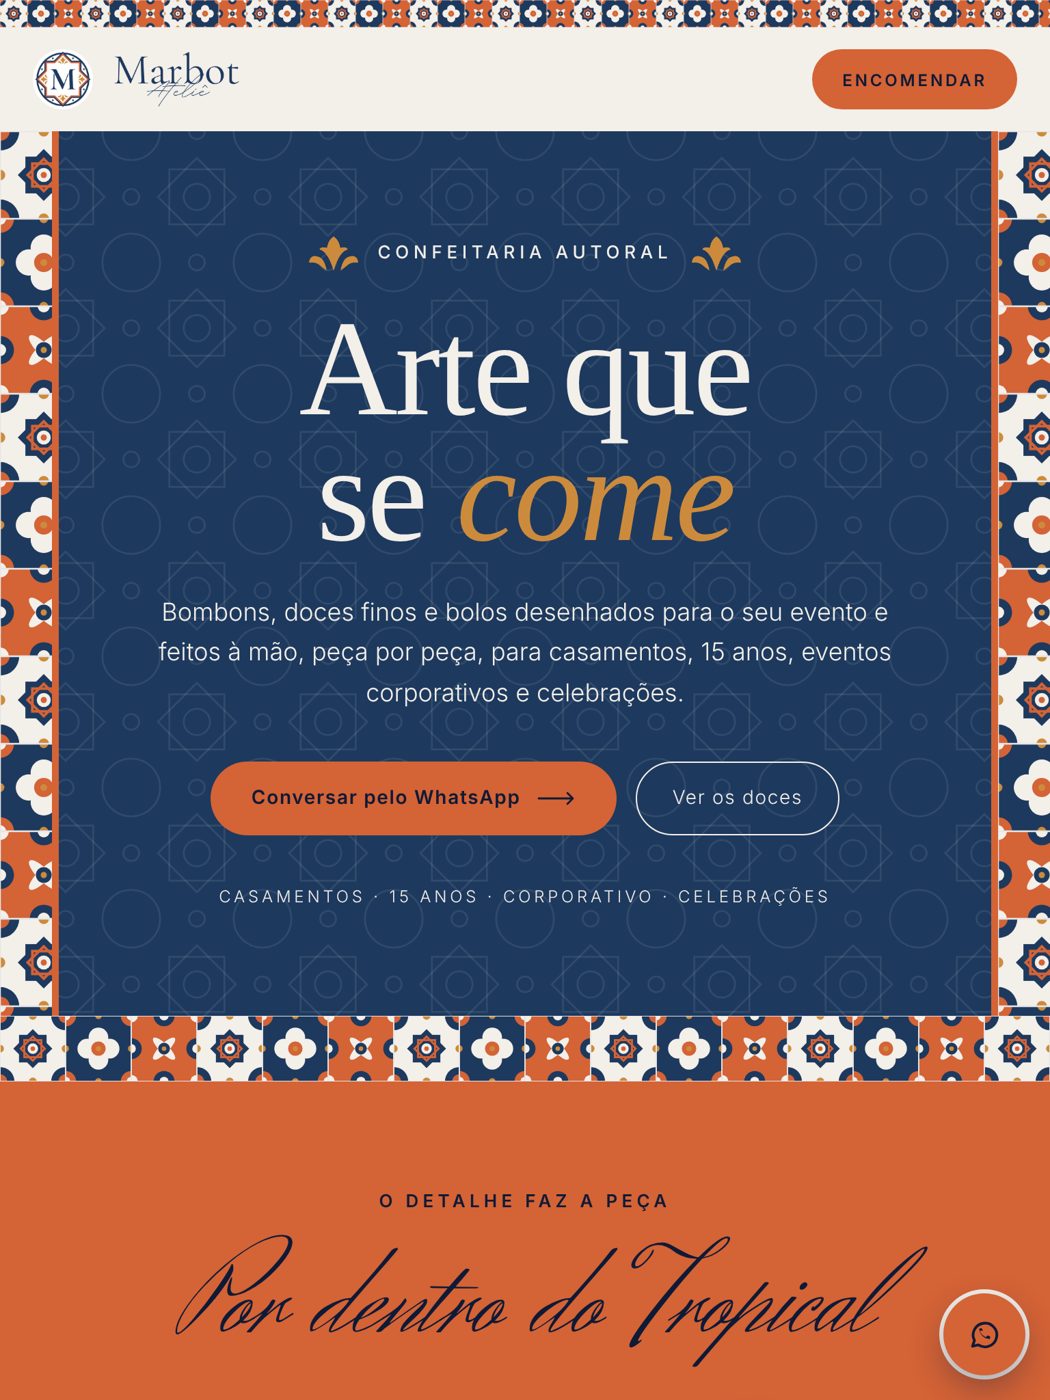 M
Marbot
Ateliê
ENCOMENDAR
CONFEITARIA AUTORAL
Arte que
se come
Bombons, doces finos e bolos desenhados para o seu evento e
feitos à mão, peça por peça, para casamentos, 15 anos, eventos
corporativos e celebrações.
Conversar pelo WhatsApp
Ver os doces
CASAMENTOS · 15 ANOS · CORPORATIVO · CELEBRAÇÕES
O DETALHE FAZ A PEÇA
Por dentro do Tropical